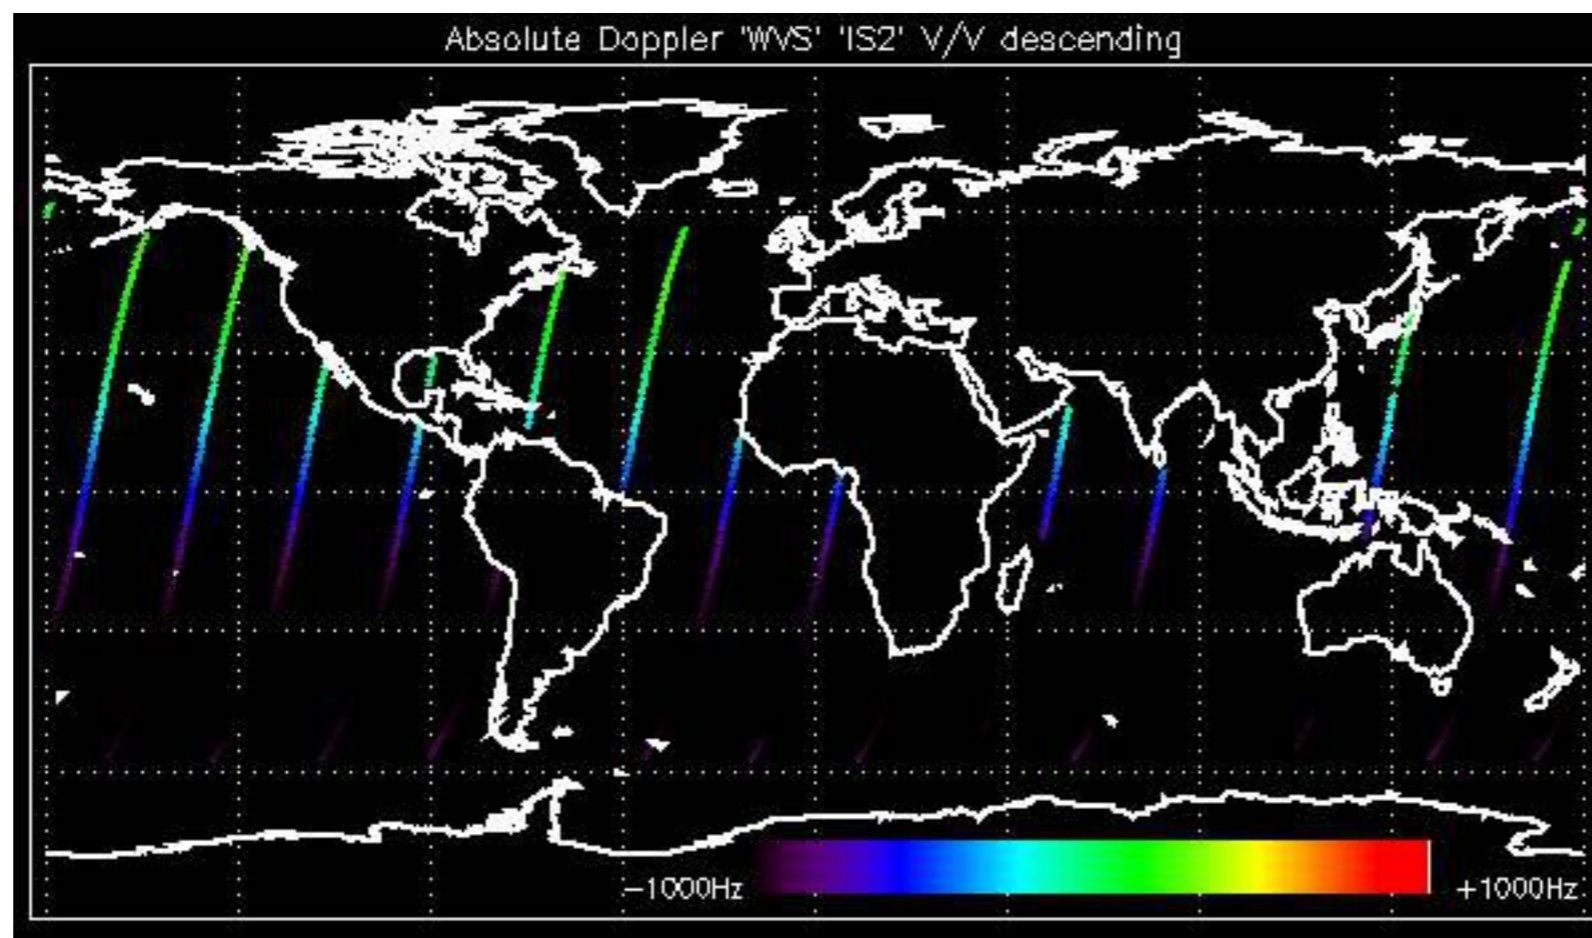 Absolute Doppler 'WVS' 'IS2' V/V descending
−1000Hz
+1000Hz